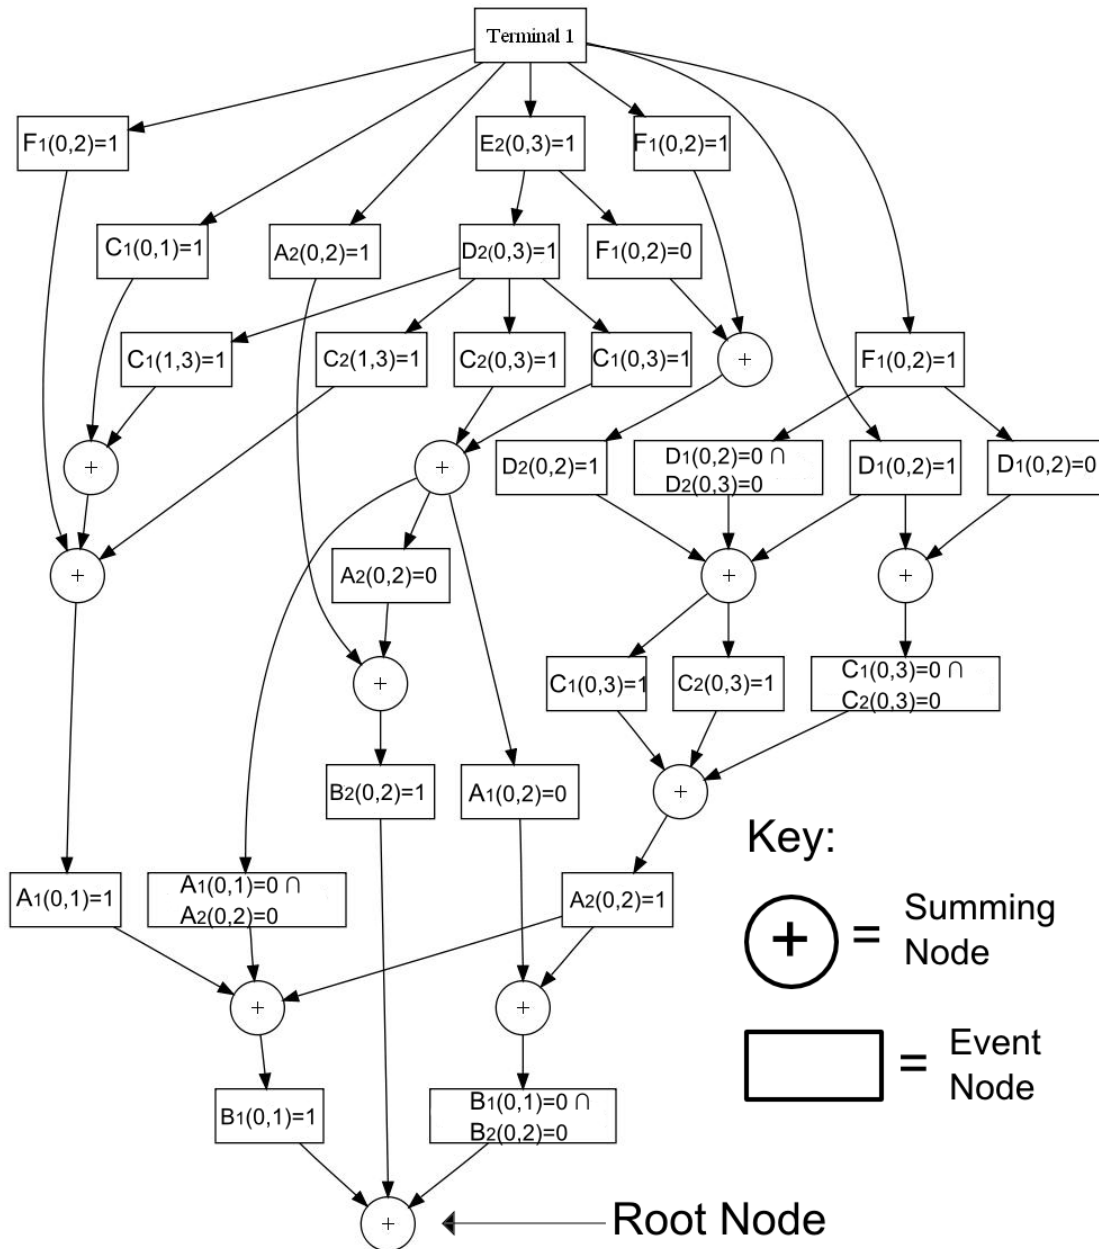 Terminal 1
F1(0,2)=1
E2(0,3)=1
F1(0,2)=1
C1(0,1)=1
A2(0,2)=1
D2(0,3)=1
F1(0,2)=0
C1(1,3)=1
C2(1,3)=1
C2(0,3)=1
C1(0,3)=1
+
F1(0,2)=1
+
+
D2(0,2)=1
D1(0,2)=0 ∩
D2(0,3)=0
D1(0,2)=1
D1(0,2)=0
+
A2(0,2)=0
+
+
+
C1(0,3)=1
C2(0,3)=1
C1(0,3)=0 ∩
C2(0,3)=0
B2(0,2)=1
A1(0,2)=0
+
Key:
A1(0,1)=1
A1(0,1)=0 ∩
A2(0,2)=0
A2(0,2)=1
+ = Summing
Node
+
+
= Event
Node
B1(0,1)=1
B1(0,1)=0 ∩
B2(0,2)=0
+
Root Node